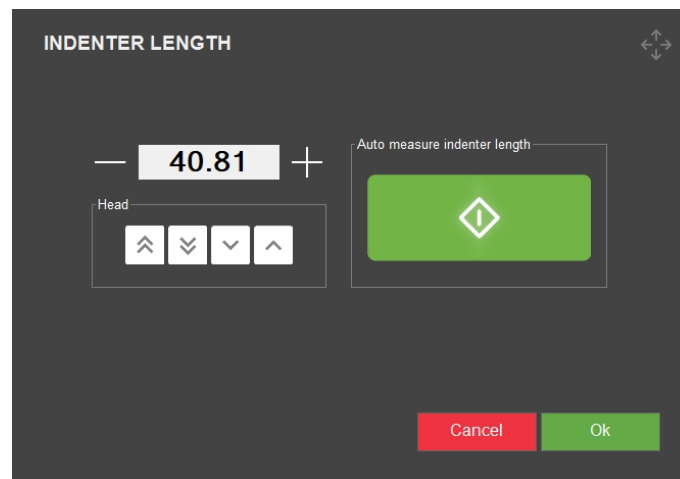 INDENTER LENGTH
40.81
Auto measure indenter length
Head
Cancel
Ok